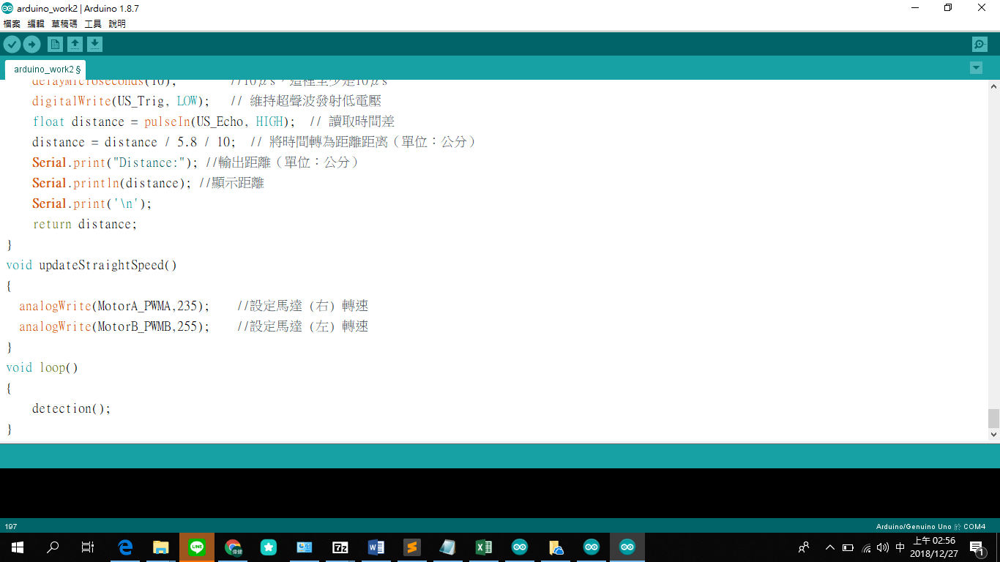 arduino_work2 | Arduino 1.8.7
檔案 編輯 草稿碼 工具 說明
arduino_work2 §
delayMicroseconds(10); //10μs,這裡至少是10μs
digitalWrite(US_Trig, LOW); // 維持超聲波發射低電壓
float distance = pulseIn(US_Echo, HIGH); // 讀取時間差
distance = distance / 5.8 / 10; // 將時間轉為距離距离（單位：公分）
Serial.print("Distance:"); //輸出距離（單位：公分）
Serial.println(distance); //顯示距離
Serial.print('\n');
return distance;
}
void updateStraightSpeed()
{
analogWrite(MotorA_PWMA,235); //設定馬達 (右) 轉速
analogWrite(MotorB_PWMB,255); //設定馬達 (左) 轉速
}
void loop()
{
detection();
}
197
Arduino/Genuino Uno 於 COM4
LINE
7z
中
上午 02:56
2018/12/27
1